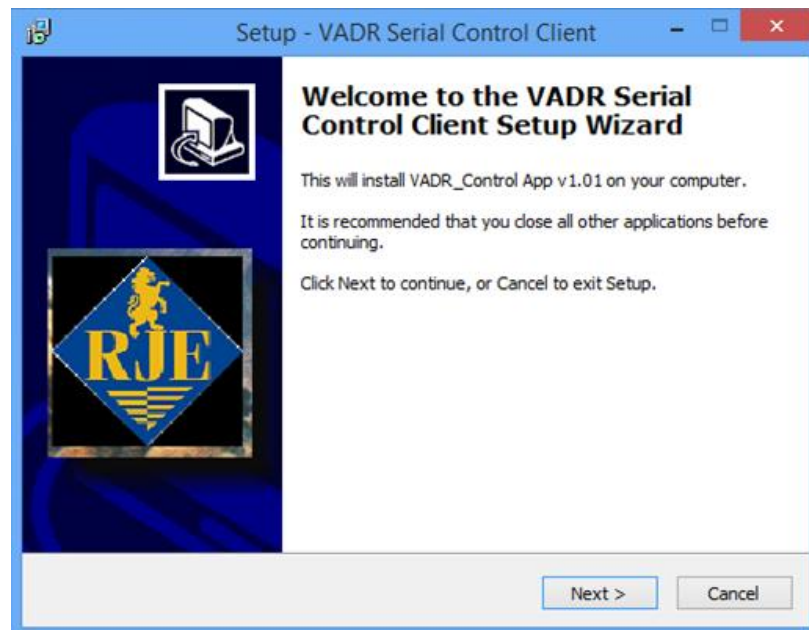 Setup - VADR Serial Control Client
Welcome to the VADR Serial
Control Client Setup Wizard
This will install VADR_Control App v1.01 on your computer.
It is recommended that you close all other applications before
continuing.
Click Next to continue, or Cancel to exit Setup.
RJE
Next >
Cancel